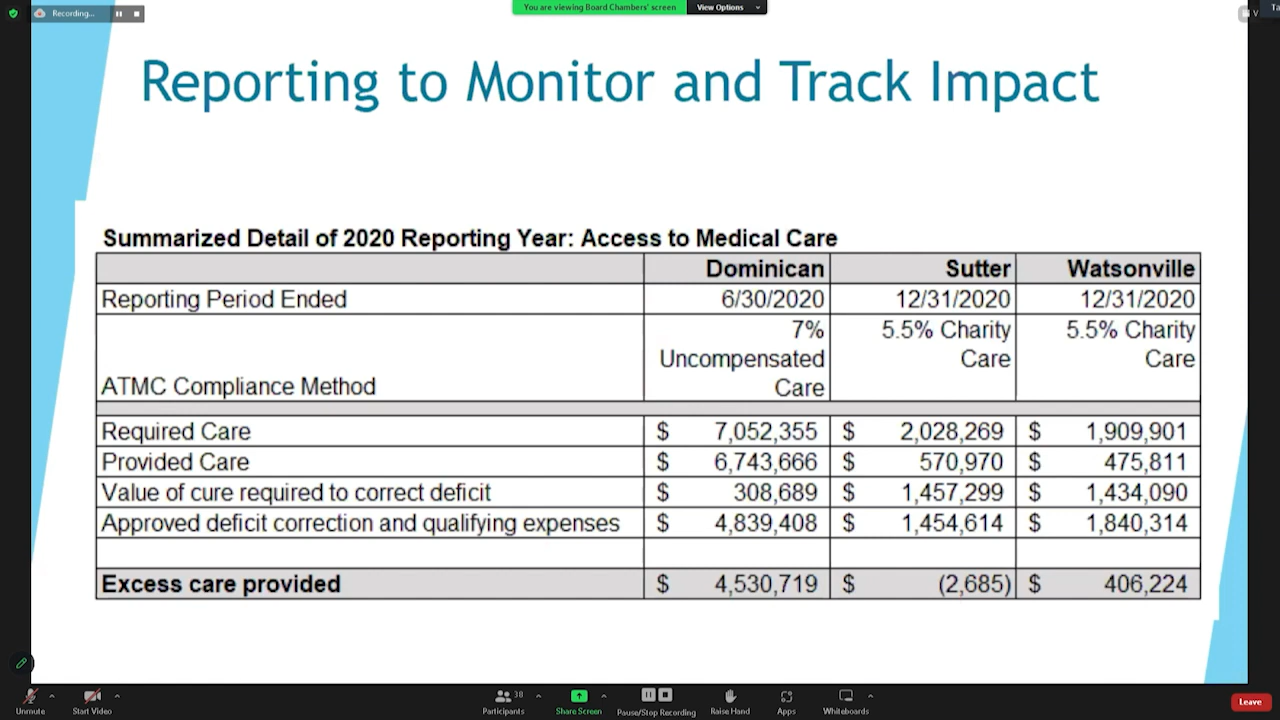 Recording...
You are viewing Board Chambers' screen View Options
V
Ta
Reporting to Monitor and Track Impact
Summarized Detail of 2020 Reporting Year: Access to Medical Care
Dominican Sutter Watsonville
Reporting Period Ended 6/30/2020 12/31/2020 12/31/2020
7% 5.5% Charity 5.5% Charity
Uncompensated Care Care
ATMC Compliance Method Care
Required Care $ 7,052,355 $ 2,028,269 $ 1,909,901
Provided Care $ 6,743,666 $ 570,970 $ 475,811
Value of cure required to correct deficit $ 308,689 $ 1,457,299 $ 1,434,090
Approved deficit correction and qualifying expenses $ 4,839,408 $ 1,454,614 $ 1,840,314
Excess care provided $ 4,530,719 $ (2,685) $ 406,224
38
Unmute Start Video Participants Share Screen Pause/Stop Recording Raise Hand Apps Whiteboards Leave